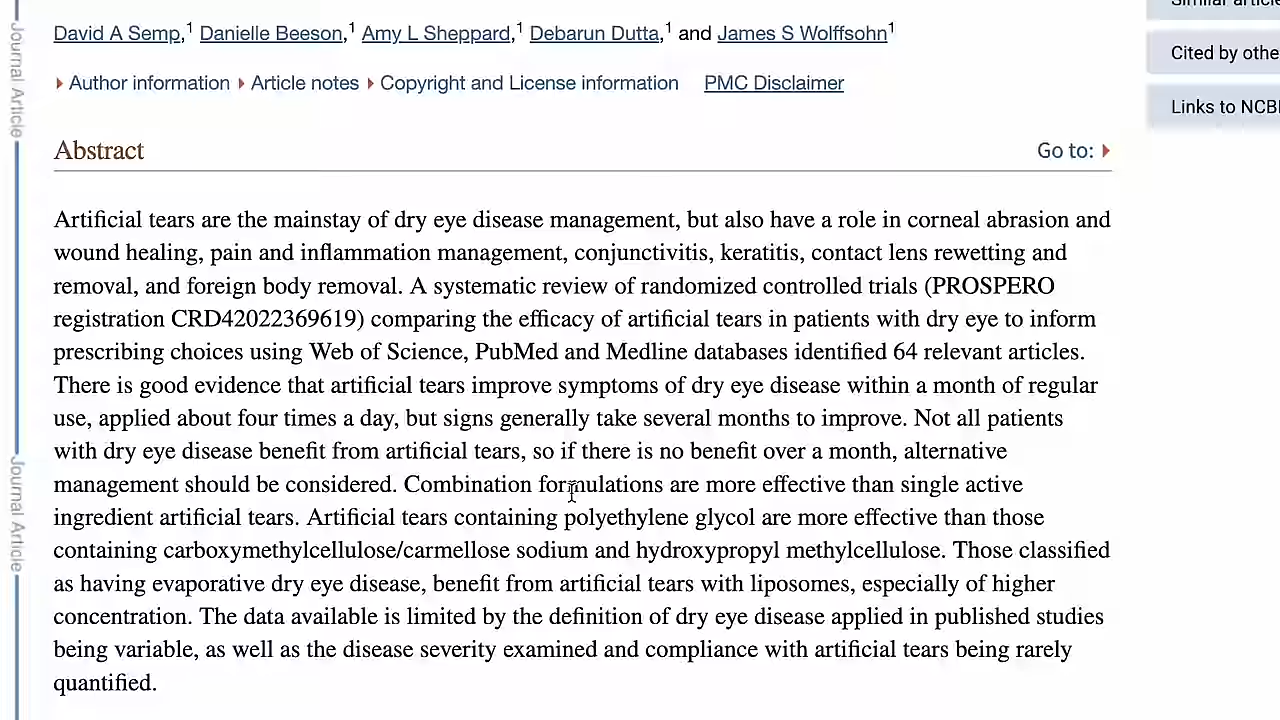 Similar article
David A Semp,1 Danielle Beeson,1 Amy L Sheppard,1 Debarun Dutta,1 and James S Wolffsohn1
Cited by othe
Author information Article notes Copyright and License information PMC Disclaimer
Links to NCBI
Abstract
Go to:
Artificial tears are the mainstay of dry eye disease management, but also have a role in corneal abrasion and
wound healing, pain and inflammation management, conjunctivitis, keratitis, contact lens rewetting and
removal, and foreign body removal. A systematic review of randomized controlled trials (PROSPERO
registration CRD42022369619) comparing the efficacy of artificial tears in patients with dry eye to inform
prescribing choices using Web of Science, PubMed and Medline databases identified 64 relevant articles.
There is good evidence that artificial tears improve symptoms of dry eye disease within a month of regular
use, applied about four times a day, but signs generally take several months to improve. Not all patients
with dry eye disease benefit from artificial tears, so if there is no benefit over a month, alternative
management should be considered. Combination formulations are more effective than single active
ingredient artificial tears. Artificial tears containing polyethylene glycol are more effective than those
containing carboxymethylcellulose/carmellose sodium and hydroxypropyl methylcellulose. Those classified
as having evaporative dry eye disease, benefit from artificial tears with liposomes, especially of higher
concentration. The data available is limited by the definition of dry eye disease applied in published studies
being variable, as well as the disease severity examined and compliance with artificial tears being rarely
quantified.
Journal Article
Journal Article